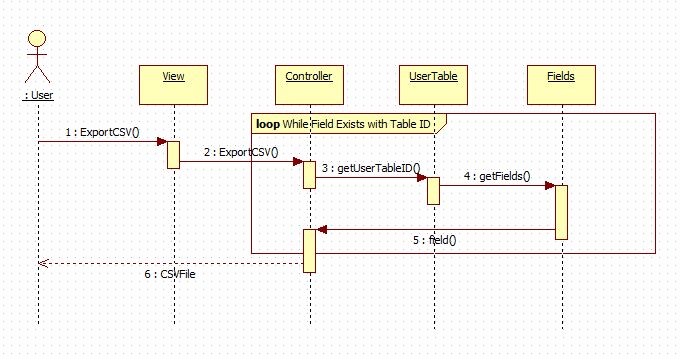 : User
View
Controller
UserTable
Fields
loop While Field Exists with Table ID
1 : ExportCSV()
2 : ExportCSV()
3 : getUserTableID()
4 : getFields()
5 : field()
6 : CSVFile